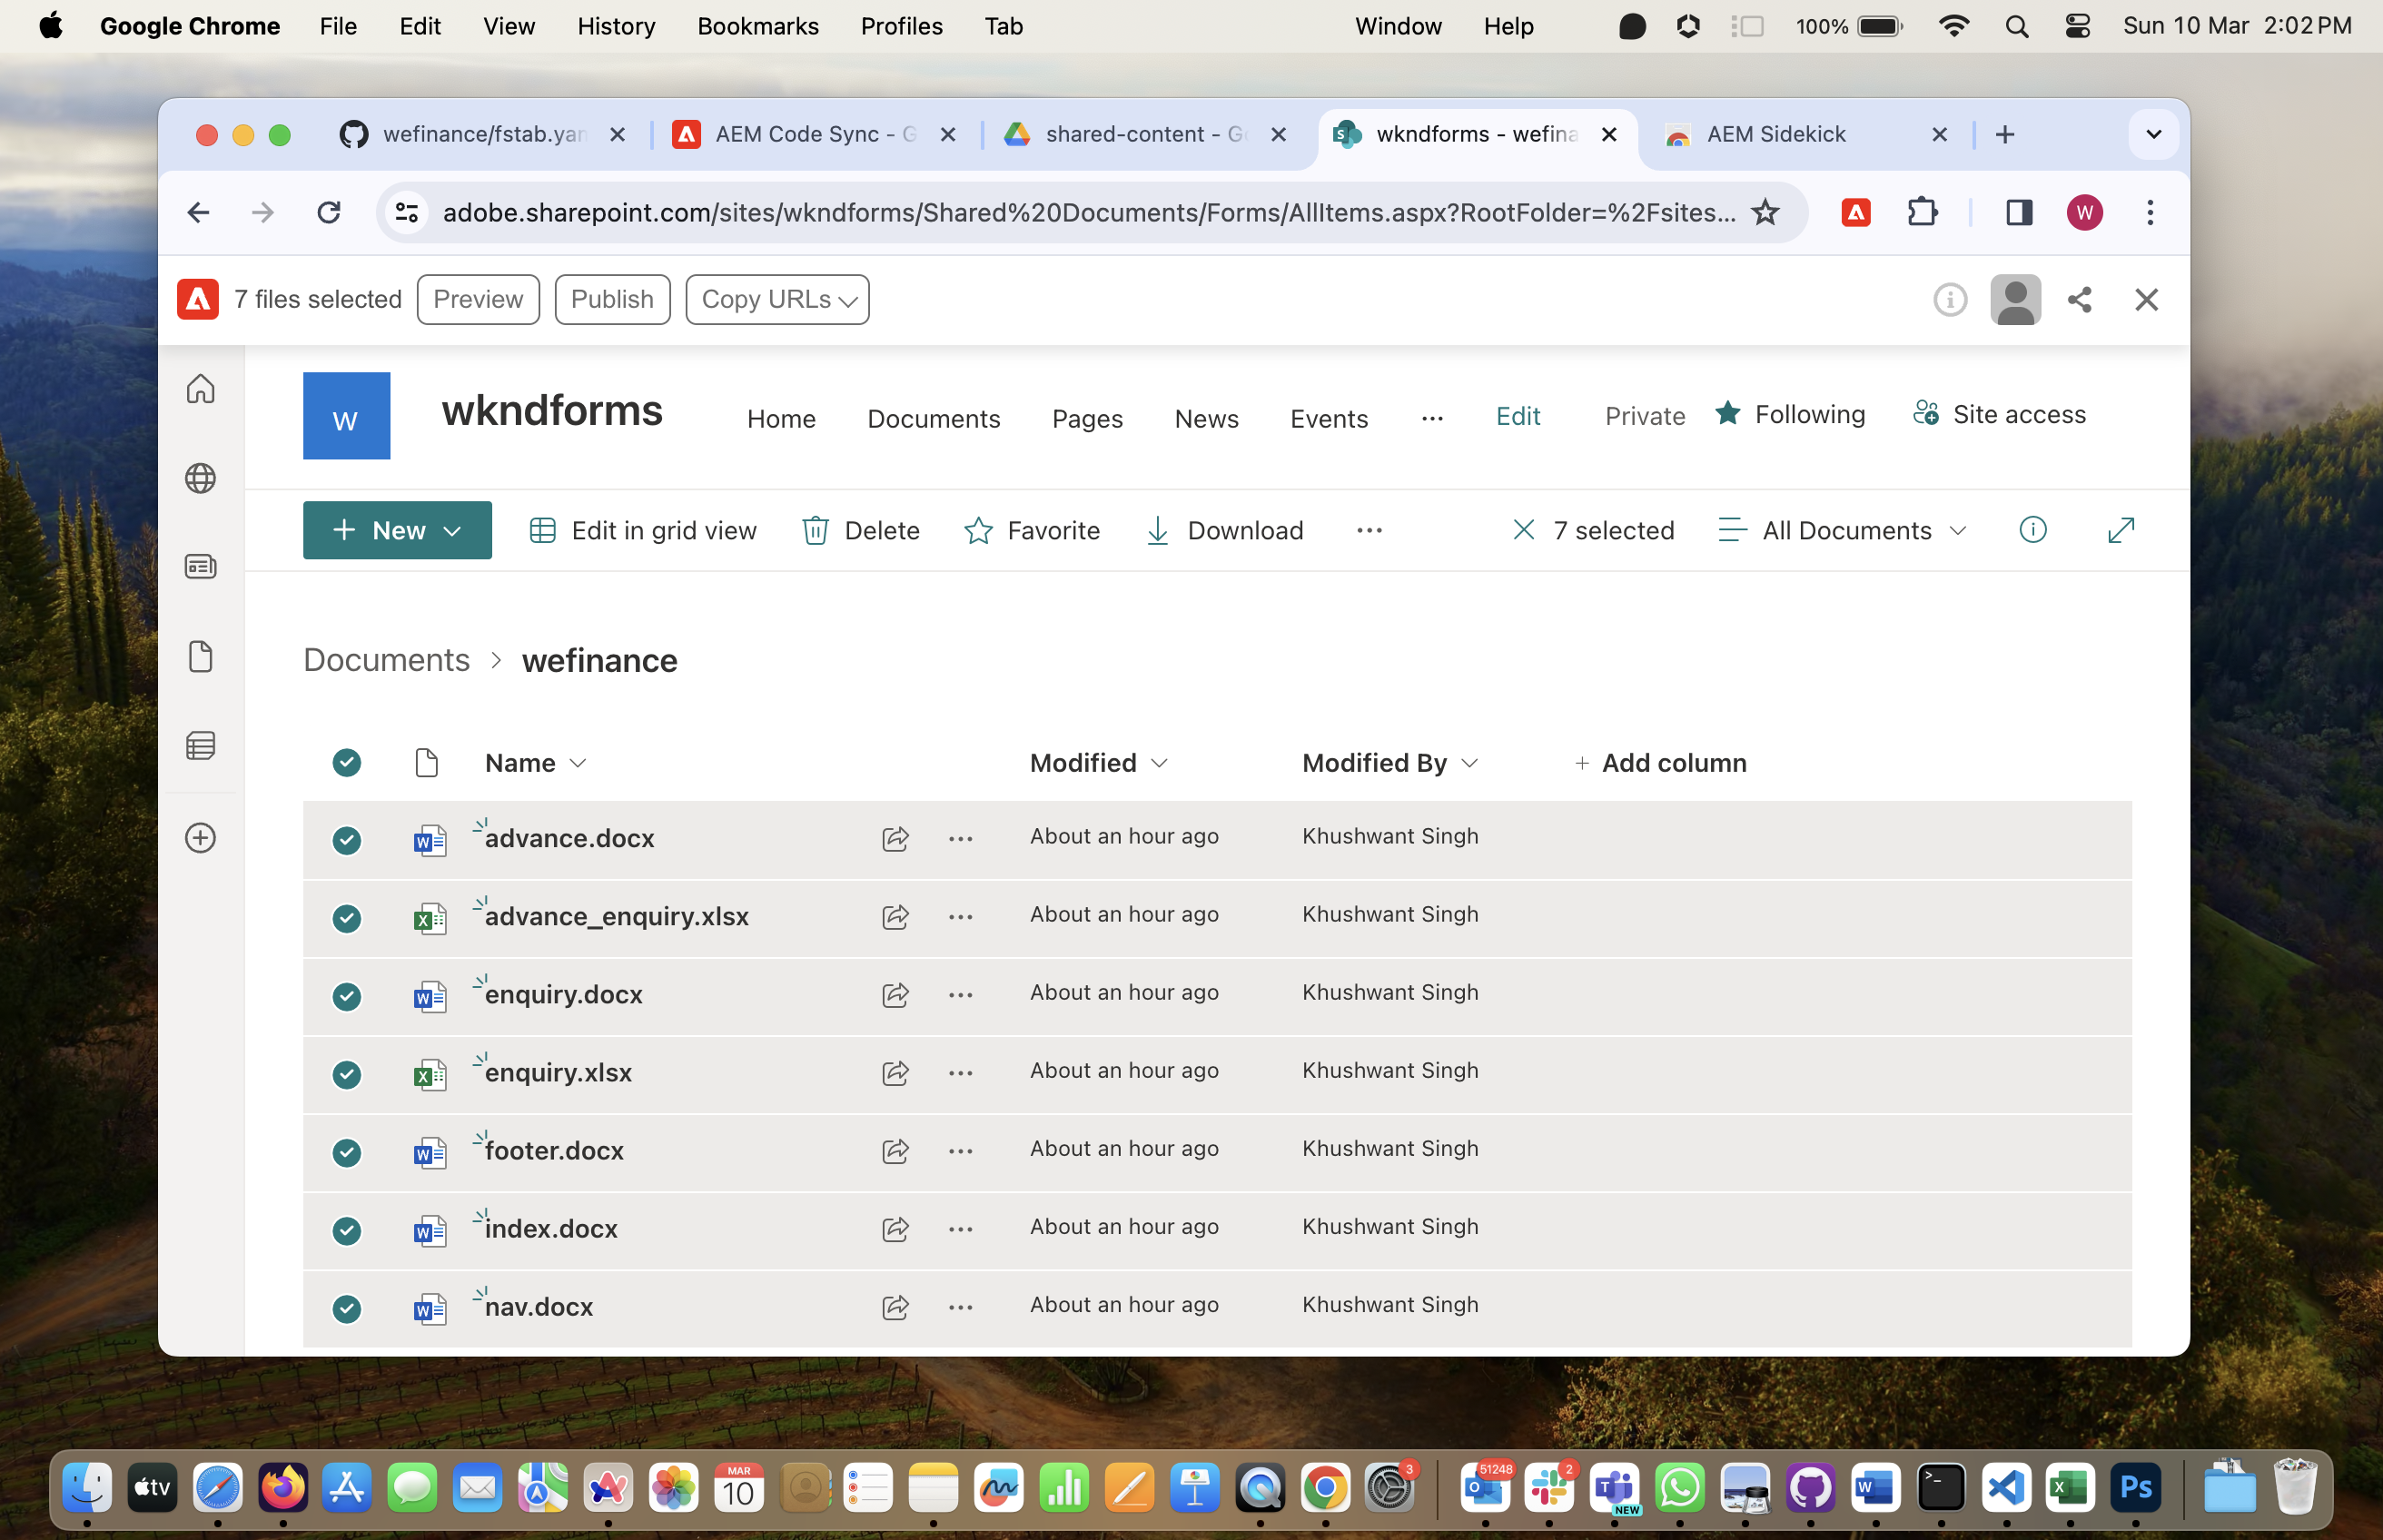 Google Chrome File Edit View History Bookmarks Profiles Tab Window Help 100% Sun 10 Mar 2:02 PM
wefinance/fstab.yam AEM Code Sync - G shared-content - Go wkndforms - wefina AEM Sidekick
adobe.sharepoint.com/sites/wkndforms/Shared%20Documents/Forms/AllItems.aspx?RootFolder=%2Fsites... W
7 files selected Preview Publish Copy URLs
W wkndforms Home Documents Pages News Events ... Edit Private Following Site access
New Edit in grid view Delete Favorite Download ... 7 selected All Documents
Documents > wefinance
Name Modified Modified By + Add column
advance.docx About an hour ago Khushwant Singh
advance_enquiry.xlsx About an hour ago Khushwant Singh
enquiry.docx About an hour ago Khushwant Singh
enquiry.xlsx About an hour ago Khushwant Singh
footer.docx About an hour ago Khushwant Singh
index.docx About an hour ago Khushwant Singh
nav.docx About an hour ago Khushwant Singh
tv MAR 10 3 51248 2 NEW Ps